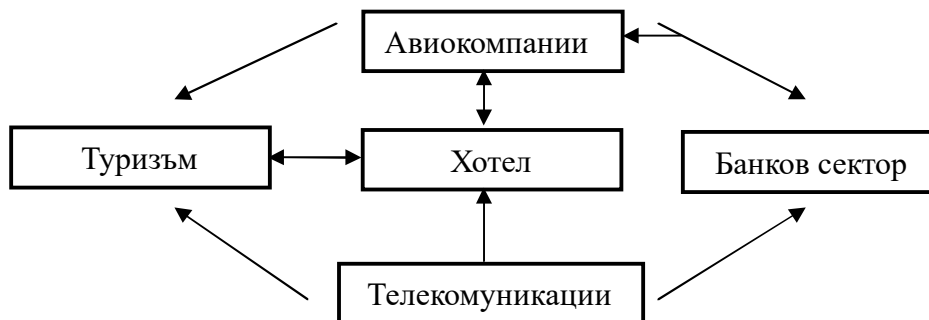 Авиокомпании
Туризъм
Хотел
Банков сектор
Телекомуникации